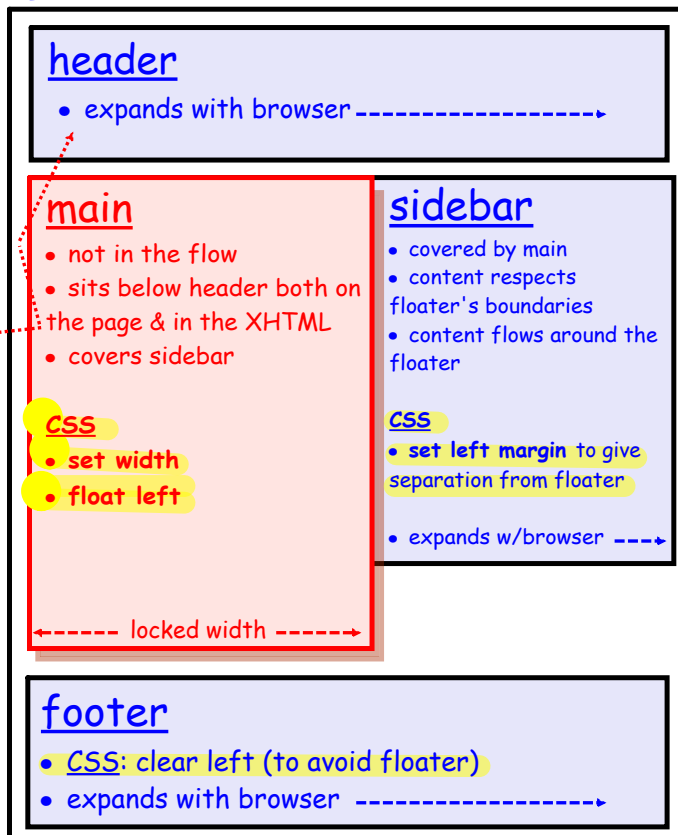 header
• expands with browser
main
• not in the flow
• sits below header both on
the page & in the XHTML
• covers sidebar
CSS
• set width
• float left
locked width
sidebar
• covered by main
• content respects
floater's boundaries
• content flows around the
floater
CSS
• set left margin to give
separation from floater
• expands w/browser
footer
• CSS: clear left (to avoid floater)
• expands with browser